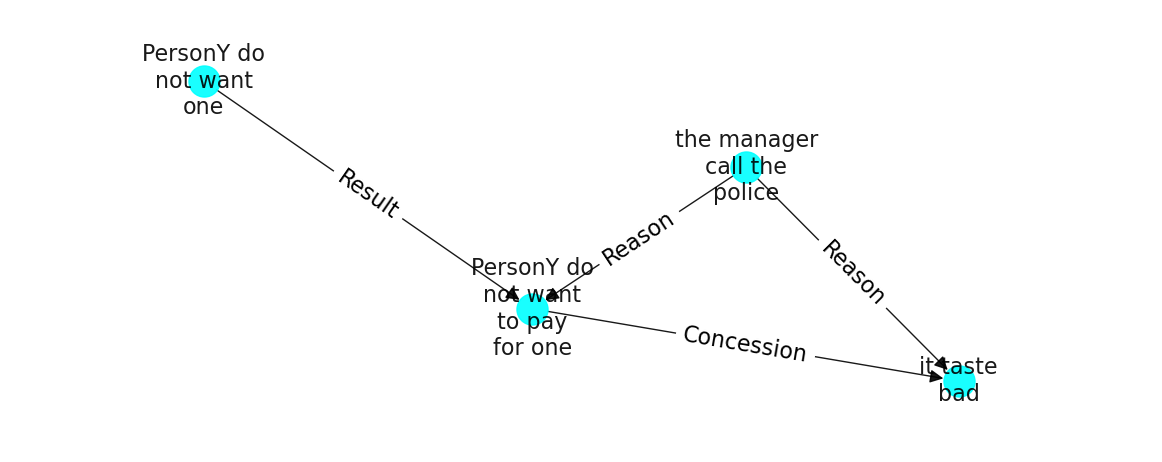 PersonY do
not want
one
the manager
call the
police
Result
Reason
Reason
PersonY do
not want
to pay
for one
Concession
it taste
bad